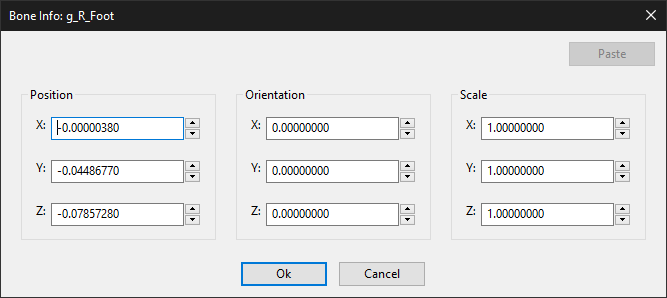 Bone Info: g_R_Foot
Paste
Position
Orientation
Scale
X: -0.00000380
X: 0.00000000
X: 1.00000000
Y: -0.04486770
Y: 0.00000000
Y: 1.00000000
Z: -0.07857280
Z: 0.00000000
Z: 1.00000000
Ok
Cancel